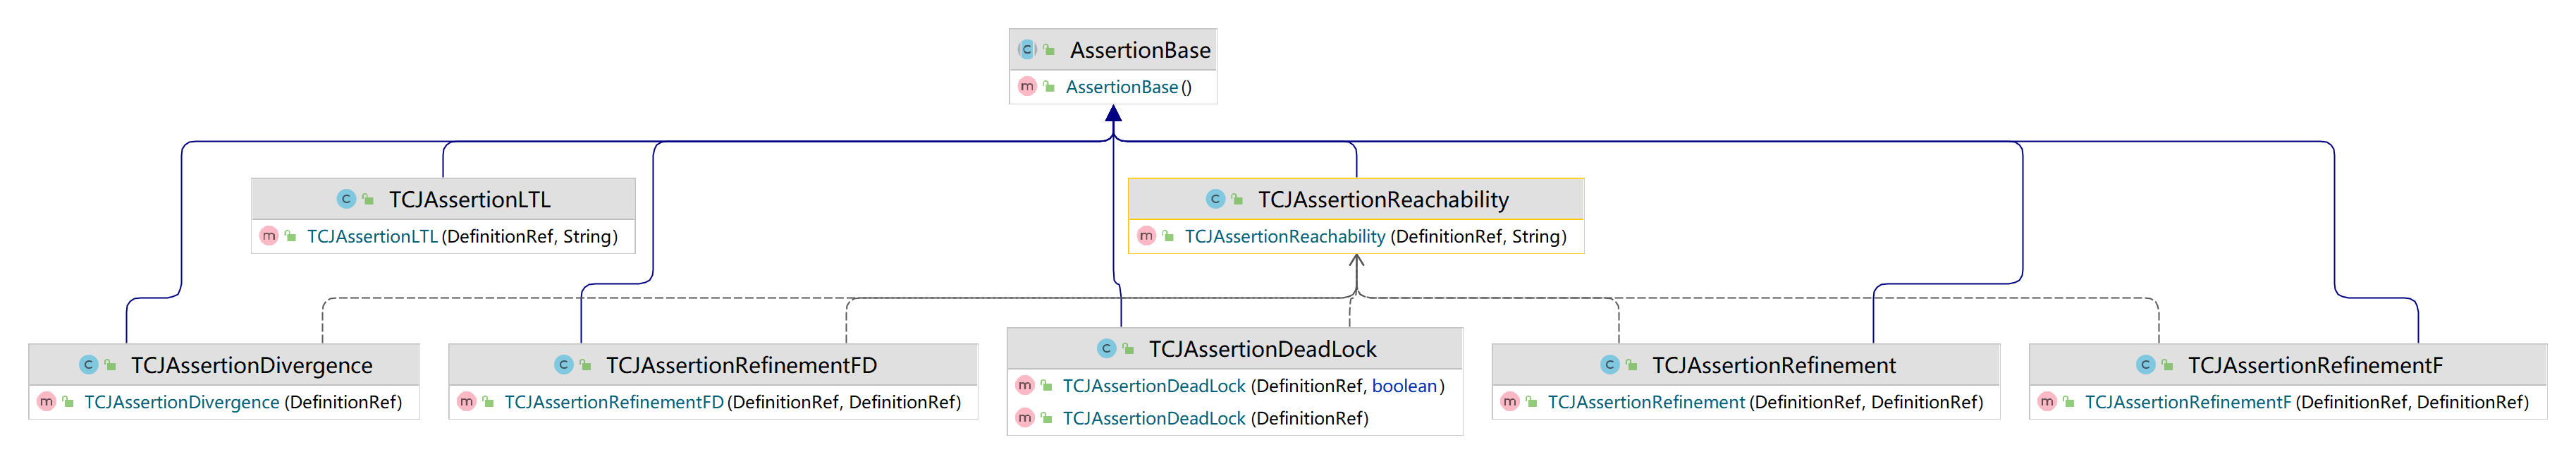 AssertionBase
AssertionBase()
TCJAssertionLTL
TCJAssertionLTL(DefinitionRef, String)
TCJAssertionReachability
TCJAssertionReachability(DefinitionRef, String)
TCJAssertionDivergence
TCJAssertionDivergence(DefinitionRef)
TCJAssertionRefinementFD
TCJAssertionRefinementFD(DefinitionRef, DefinitionRef)
TCJAssertionDeadLock
TCJAssertionDeadLock(DefinitionRef, boolean)
TCJAssertionDeadLock(DefinitionRef)
TCJAssertionRefinement
TCJAssertionRefinement(DefinitionRef, DefinitionRef)
TCJAssertionRefinementF
TCJAssertionRefinementF(DefinitionRef, DefinitionRef)